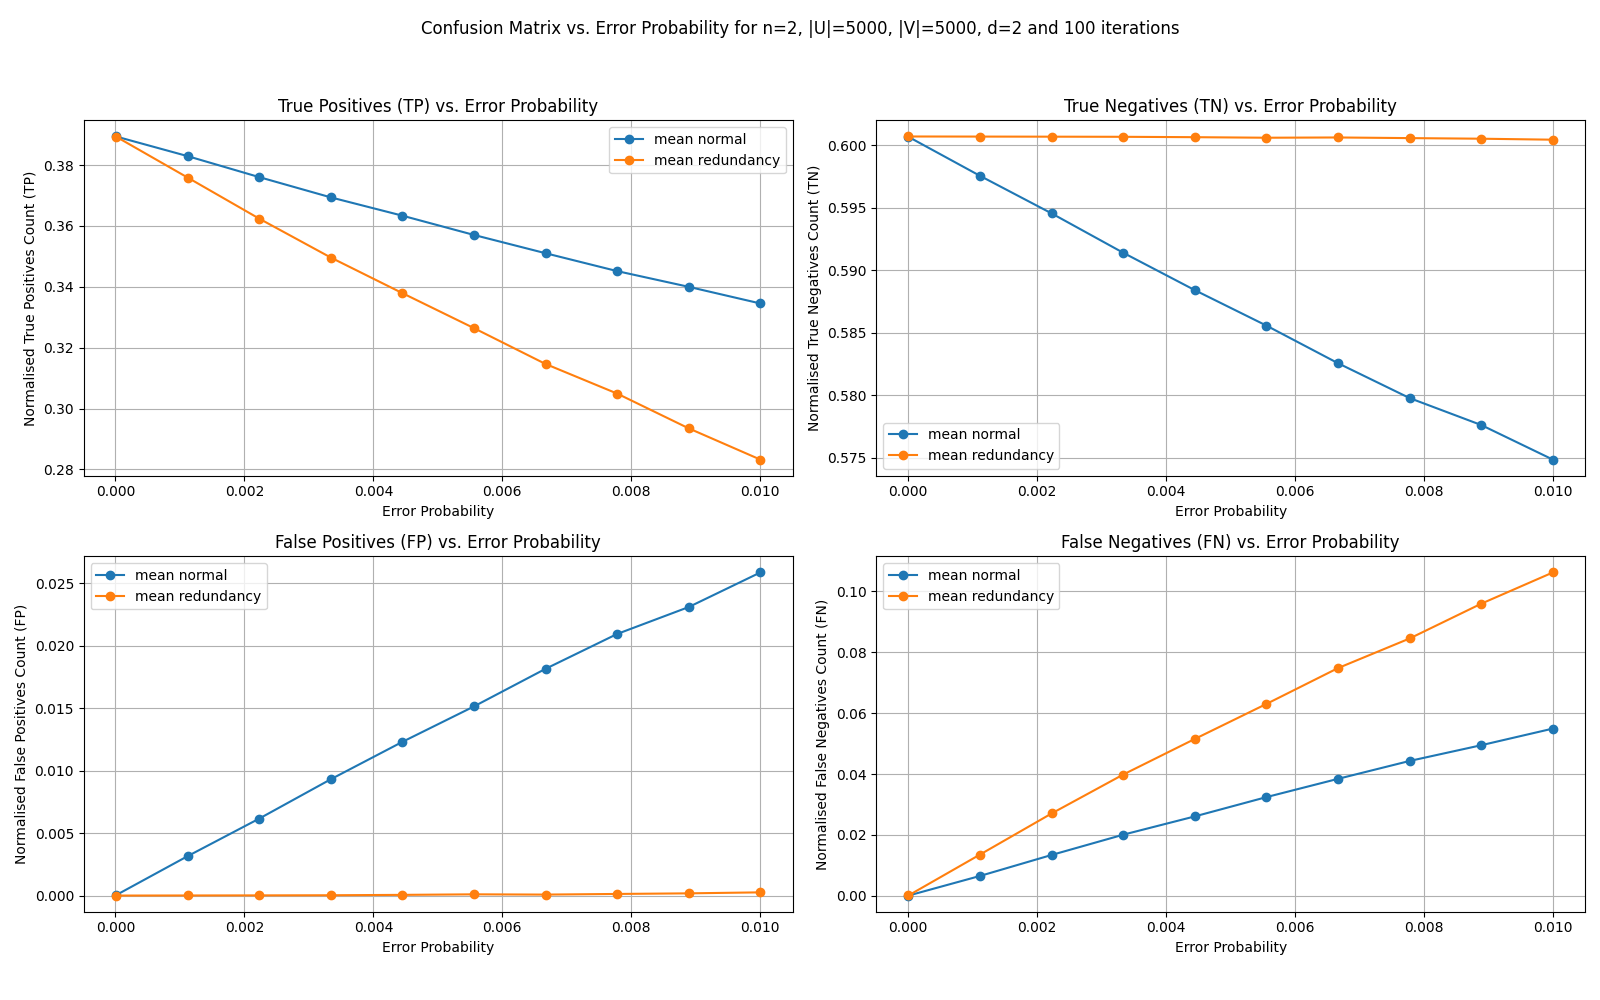 Confusion Matrix vs. Error Probability for n=2, |U|=5000, |V|=5000, d=2 and 100 iterations
True Positives (TP) vs. Error Probability
Normalised True Positives Count (TP)
0.38
0.36
0.34
0.32
0.30
0.28
mean normal
mean redundancy
0.000 0.002 0.004 0.006 0.008 0.010
Error Probability
True Negatives (TN) vs. Error Probability
Normalised True Negatives Count (TN)
0.600
0.595
0.590
0.585
0.580
0.575
mean normal
mean redundancy
0.000 0.002 0.004 0.006 0.008 0.010
Error Probability
False Positives (FP) vs. Error Probability
Normalised False Positives Count (FP)
0.025
0.020
0.015
0.010
0.005
0.000
mean normal
mean redundancy
0.000 0.002 0.004 0.006 0.008 0.010
Error Probability
False Negatives (FN) vs. Error Probability
Normalised False Negatives Count (FN)
0.10
0.08
0.06
0.04
0.02
0.00
mean normal
mean redundancy
0.000 0.002 0.004 0.006 0.008 0.010
Error Probability